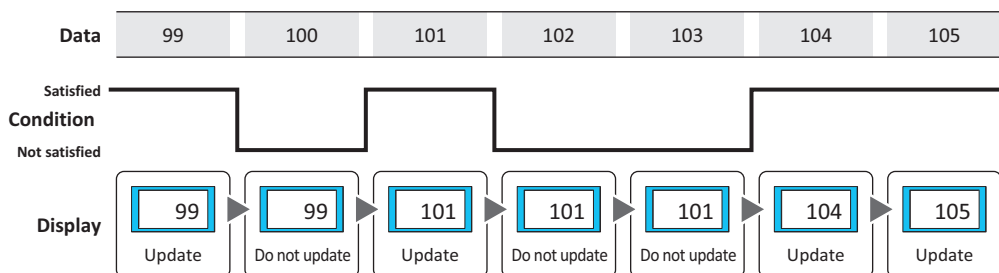 Data 99 100 101 102 103 104 105
Satisfied
Condition
Not satisfied
Display 99 99 101 101 101 104 105
Update Do not update Update Do not update Do not update Update Update